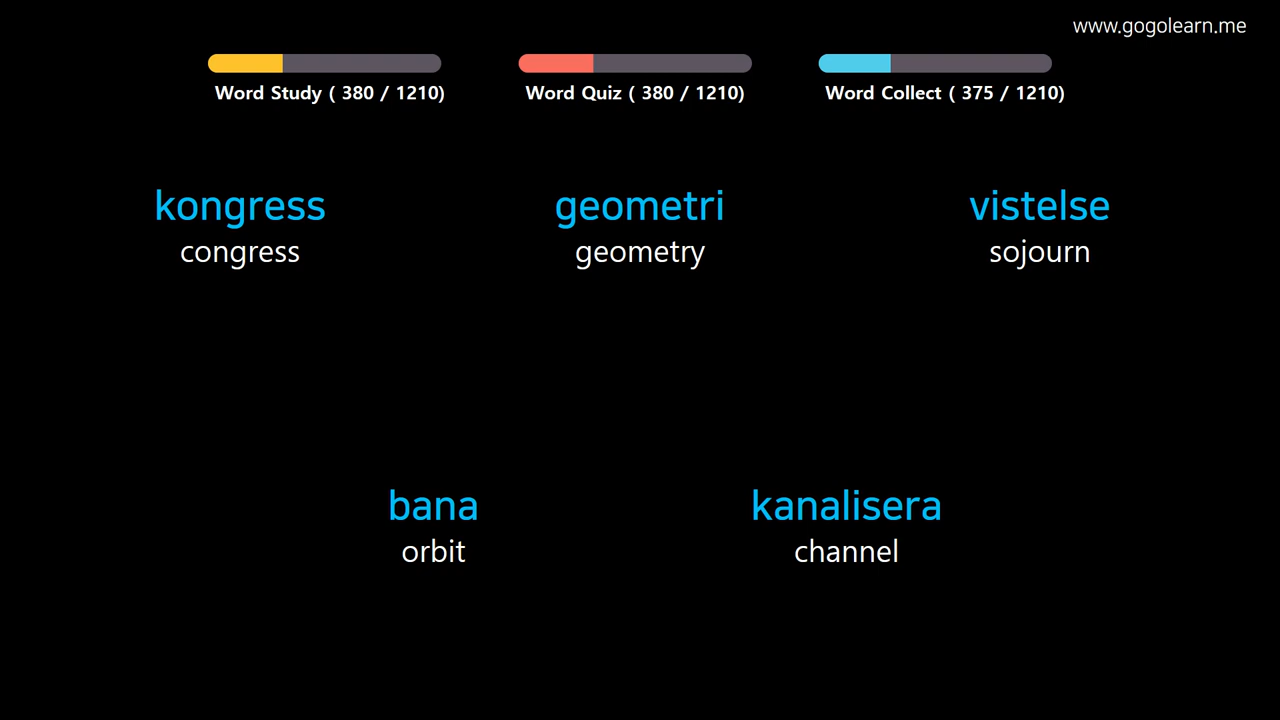 www.gogolearn.me
Word Study ( 380 / 1210)
Word Quiz ( 380 / 1210)
Word Collect ( 375 / 1210)
kongress
congress
geometri
geometry
vistelse
sojourn
bana
orbit
kanalisera
channel